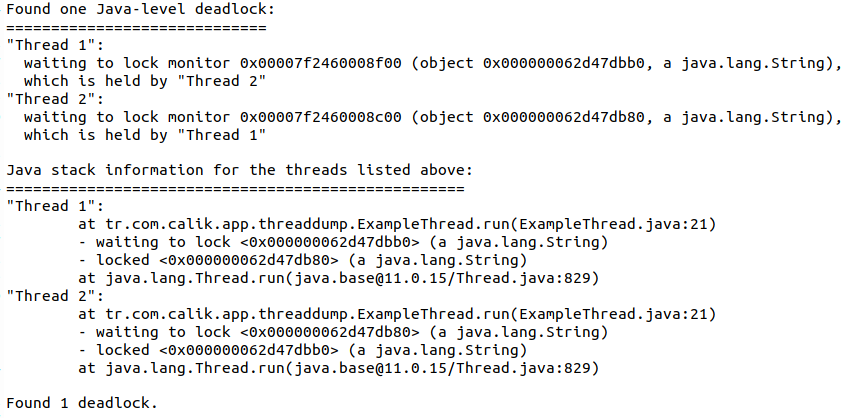 Found one Java-level deadlock:
=============================
"Thread 1":
  waiting to lock monitor 0x00007f2460008f00 (object 0x000000062d47dbb0, a java.lang.String),
  which is held by "Thread 2"
"Thread 2":
  waiting to lock monitor 0x00007f2460008c00 (object 0x000000062d47db80, a java.lang.String),
  which is held by "Thread 1"

Java stack information for the threads listed above:
===================================================
"Thread 1":
        at tr.com.calik.app.threaddump.ExampleThread.run(ExampleThread.java:21)
        - waiting to lock <0x000000062d47dbb0> (a java.lang.String)
        - locked <0x000000062d47db80> (a java.lang.String)
        at java.lang.Thread.run(java.base@11.0.15/Thread.java:829)
"Thread 2":
        at tr.com.calik.app.threaddump.ExampleThread.run(ExampleThread.java:21)
        - waiting to lock <0x000000062d47db80> (a java.lang.String)
        - locked <0x000000062d47dbb0> (a java.lang.String)
        at java.lang.Thread.run(java.base@11.0.15/Thread.java:829)

Found 1 deadlock.